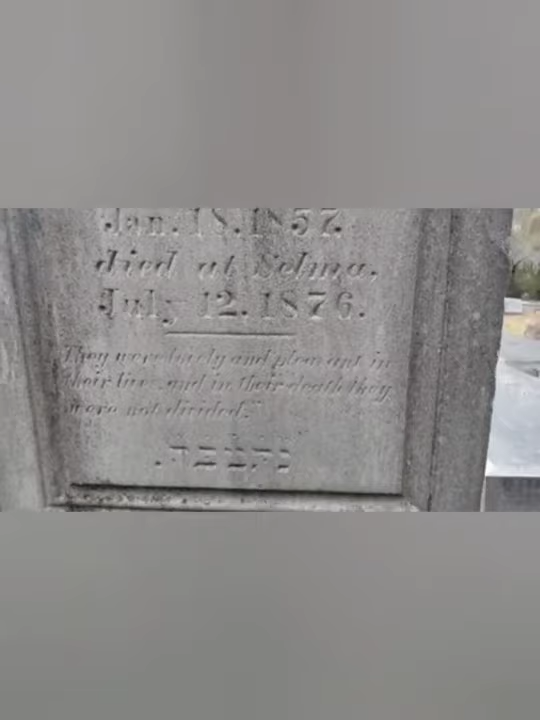 Jan. 18. 1857.
died at Selma,
July 12. 1876.
They were lovely and pleasant in
their lives and in their death they
were not divided."